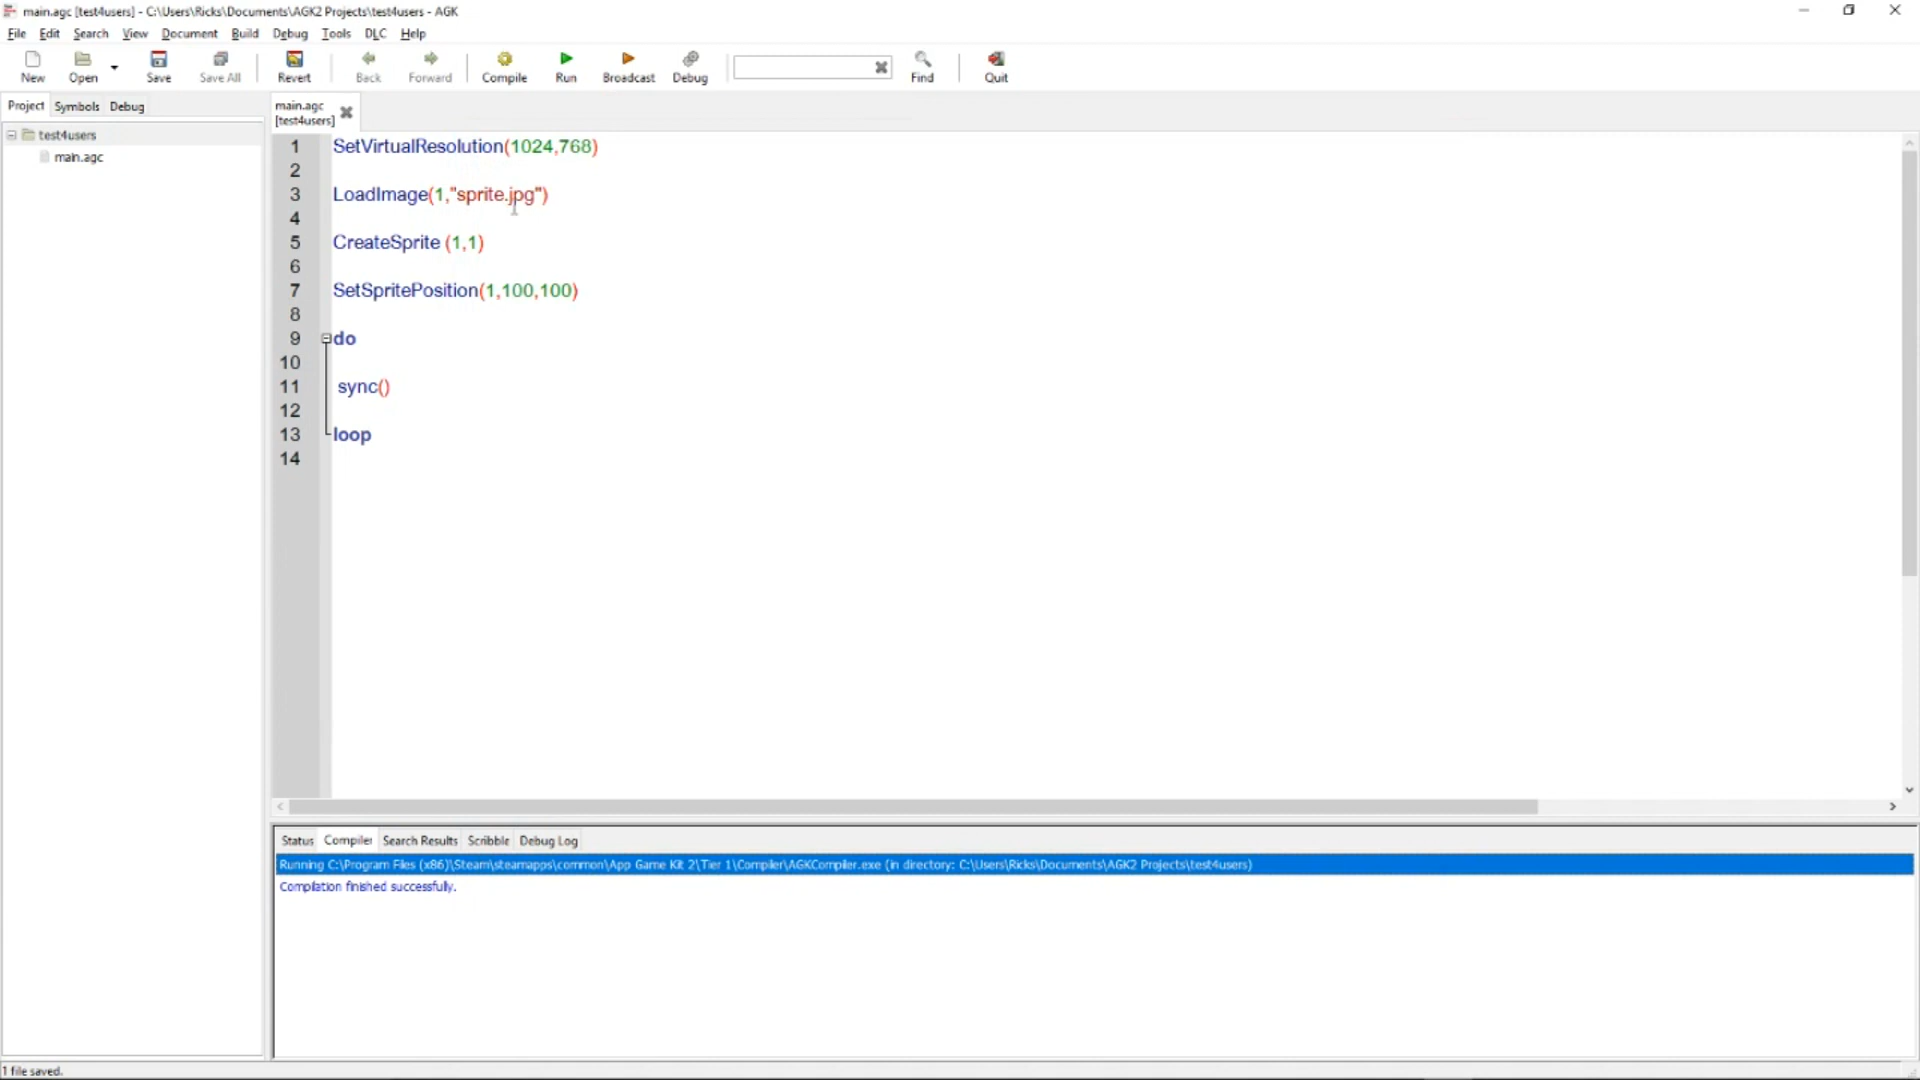 main.agc [test4users] - C:\Users\Ricks\Documents\AGK2 Projects\test4users - AGK
File Edit Search View Document Build Debug Tools DLC Help
New Open Save Save All Revert Back Forward Compile Run Broadcast Debug Find Quit
Project Symbols Debug
test4users
main.agc
main.agc
[test4users]
1 SetVirtualResolution(1024,768)
2
3 LoadImage(1,"sprite.jpg")
4
5 CreateSprite (1,1)
6
7 SetSpritePosition(1,100,100)
8
9 do
10
11 sync()
12
13 loop
14
Status Compiler Search Results Scribble Debug Log
Running C:\Program Files (x86)\Steam\steamapps\common\App Game Kit 2\Tier 1\Compiler\AGKCompiler.exe (in directory: C:\Users\Ricks\Documents\AGK2 Projects\test4users)
Compilation finished successfully.
1 file saved.